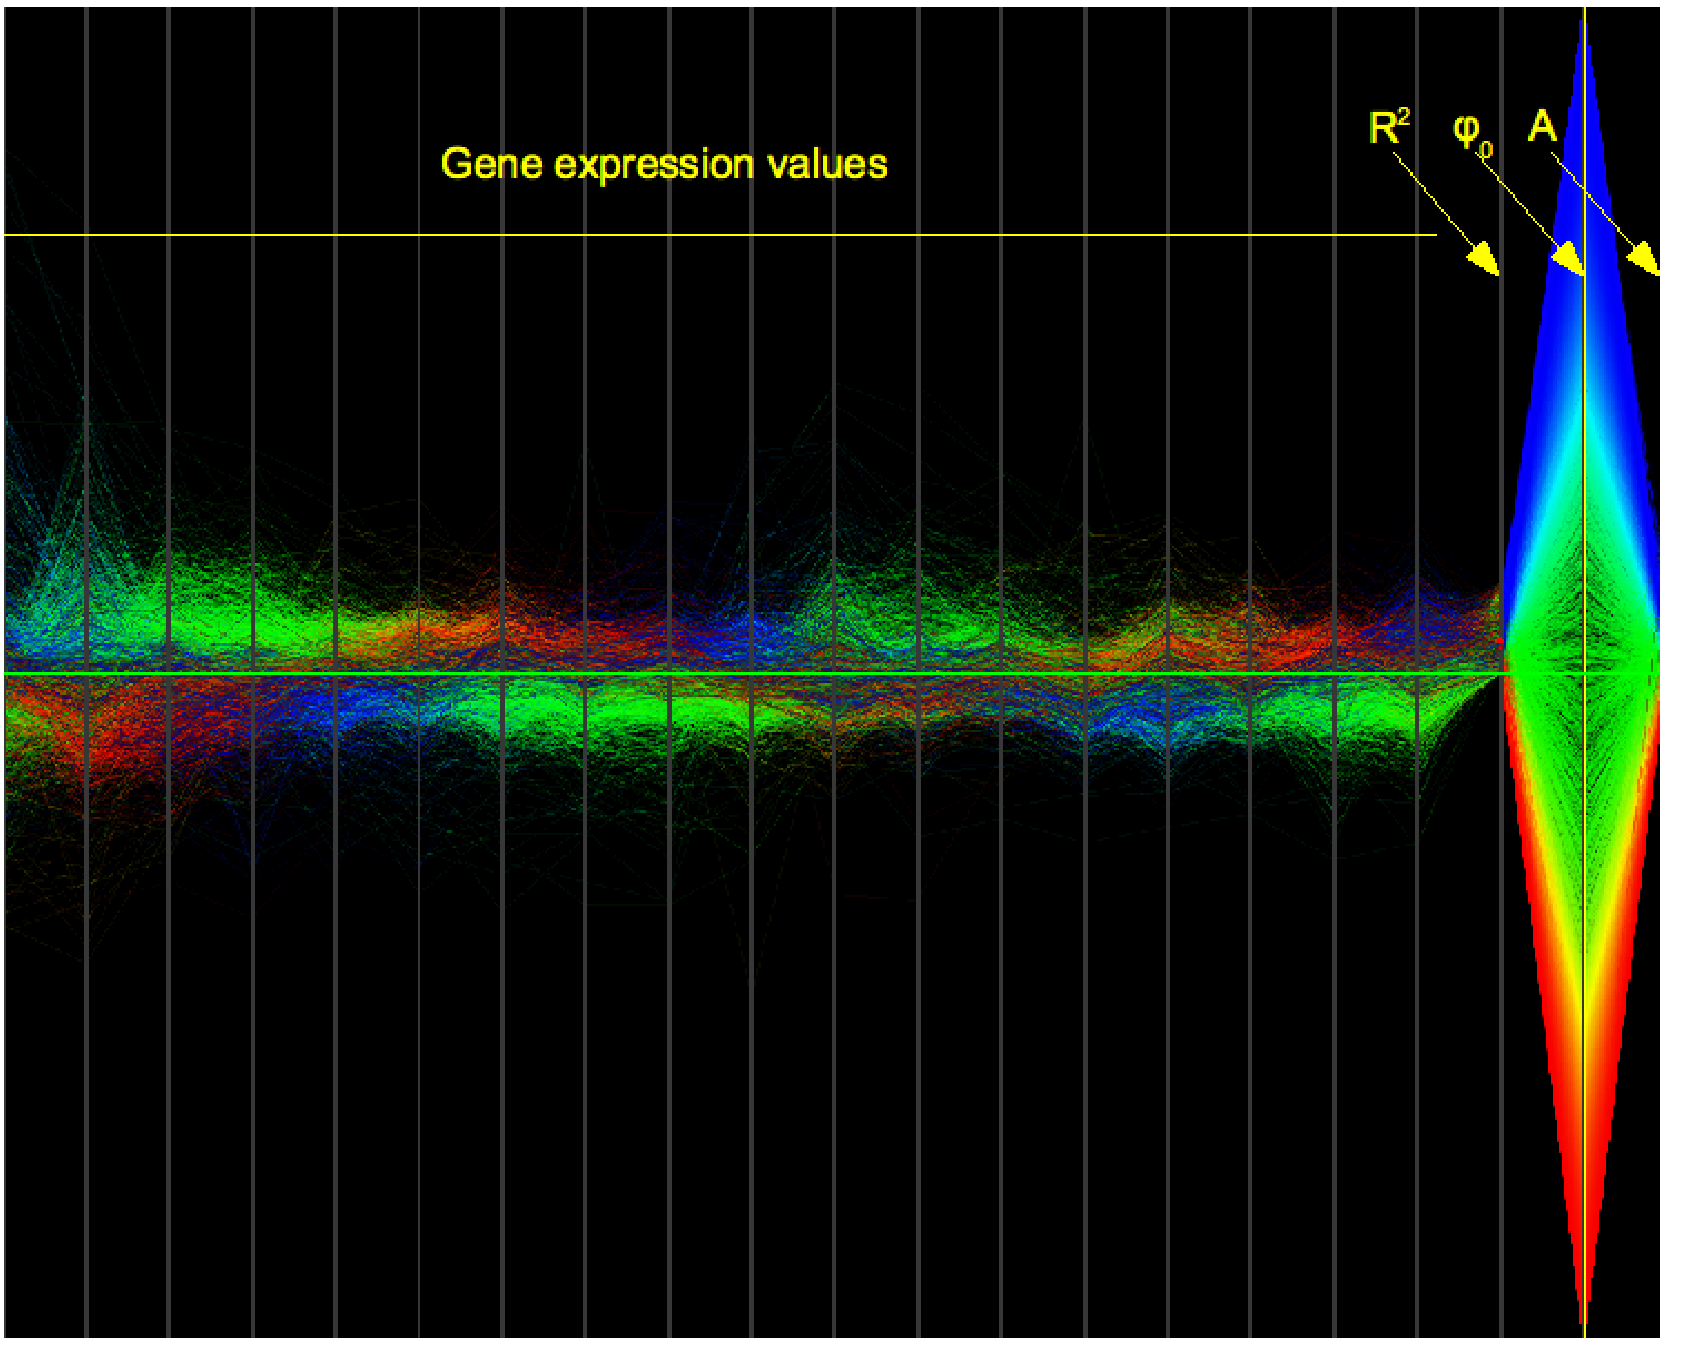 R² φ₀ A
Gene expression values